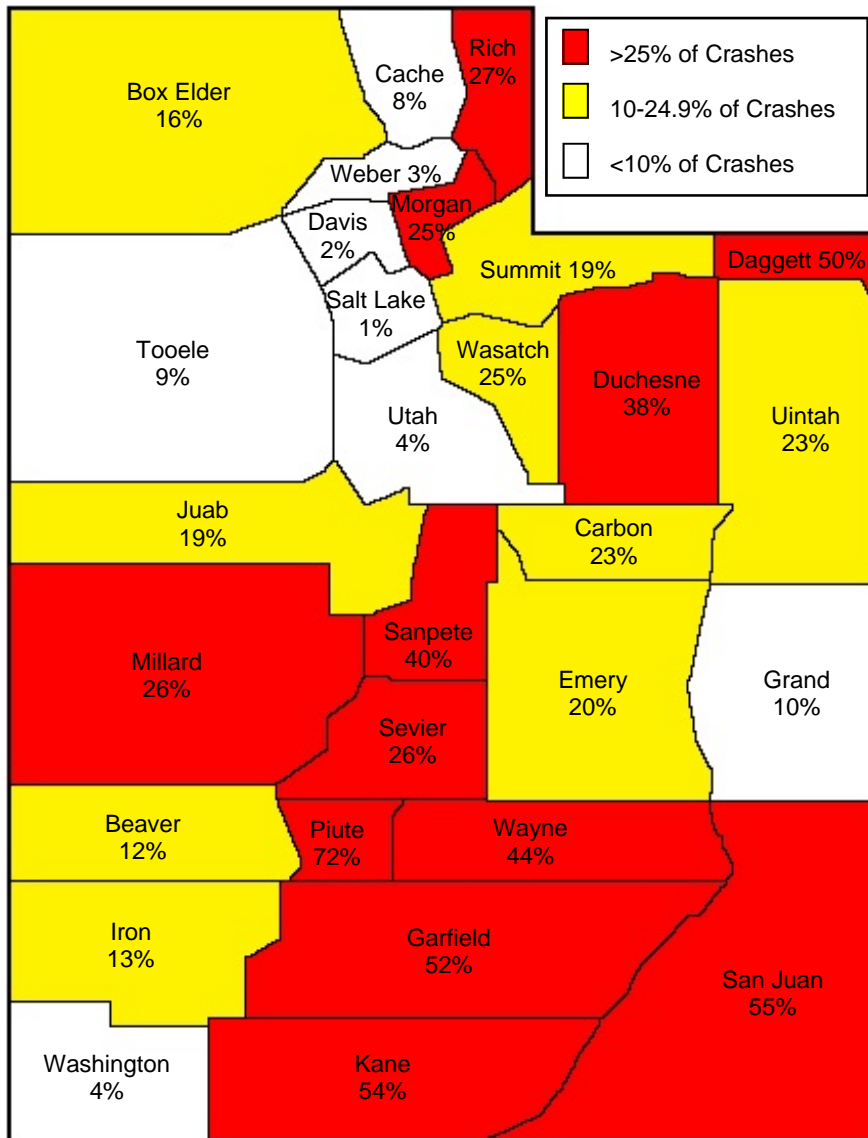 Rich
27%
>25% of Crashes
10-24.9% of Crashes
<10% of Crashes
Cache
8%
Box Elder
16%
Weber 3%
Morgan
25%
Davis
2%
Summit 19%
Daggett 50%
Salt Lake
1%
Tooele
9%
Wasatch
25%
Duchesne
38%
Uintah
23%
Utah
4%
Juab
19%
Carbon
23%
Sanpete
40%
Millard
26%
Emery
20%
Grand
10%
Sevier
26%
Beaver
12%
Piute
72%
Wayne
44%
Iron
13%
Garfield
52%
San Juan
55%
Washington
4%
Kane
54%